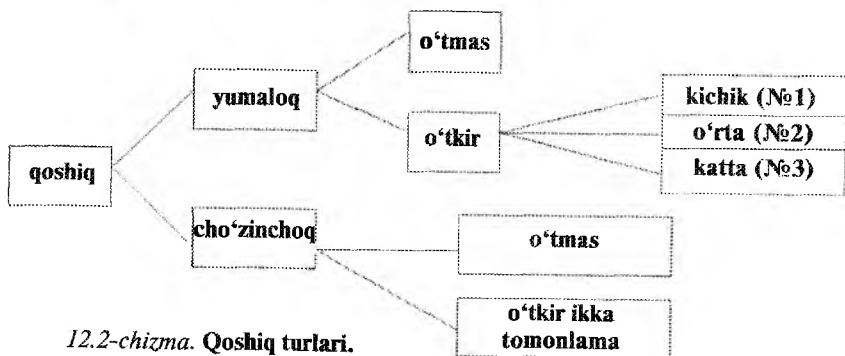 o‘tmas
yumaloq
kichik (№1)
o‘tkir
o‘rta (№2)
katta (№3)
qoshiq
cho‘zinchoq
o‘tmas
o‘tkir ikka
tomonlama
12.2-chizma. Qoshiq turlari.